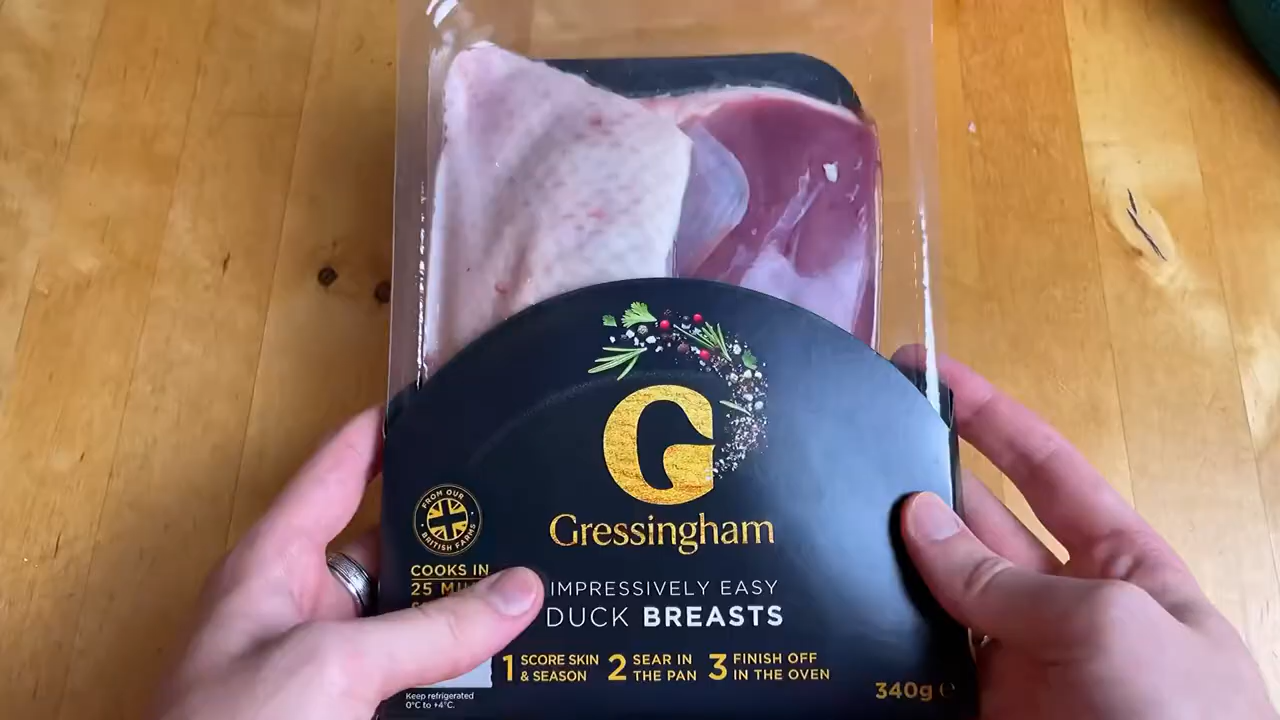 G
Gressingham
FROM OUR
BRITISH FARMS
COOKS IN
25
IMPRESSIVELY EASY
DUCK BREASTS
1 SCORE SKIN
& SEASON
2 SEAR IN
THE PAN
3 FINISH OFF
IN THE OVEN
Keep refrigerated
0°C to +4°C.
340g e